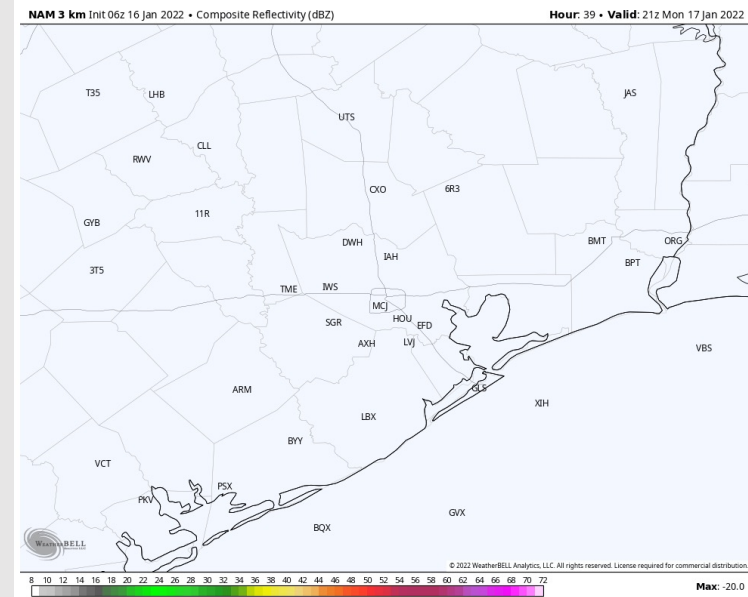 NAM 3 km Init 06z 16 Jan 2022 • Composite Reflectivity (dBZ)
Hour: 39 • Valid: 21z Mon 17 Jan 2022
T35
LHB
JAS
UTS
CLL
RWV
CXO
6R3
11R
GYB
DWH
BMT
ORG
IAH
BPT
3T5
TME
IWS
MCJ
SGR
HOU
EFD
AXH
LVJ
VBS
ARM
GLS
XIH
LBX
BYY
VCT
PSX
PKV
GVX
BQX
WEATHERBELL
© 2022 WeatherBELL Analytics, LLC. All rights reserved. License required for commercial distribution.
8 10 12 14 16 18 20 22 24 26 28 30 32 34 36 38 40 42 44 46 48 50 52 54 56 58 60 62 64 66 68 70 72
Max: -20.0